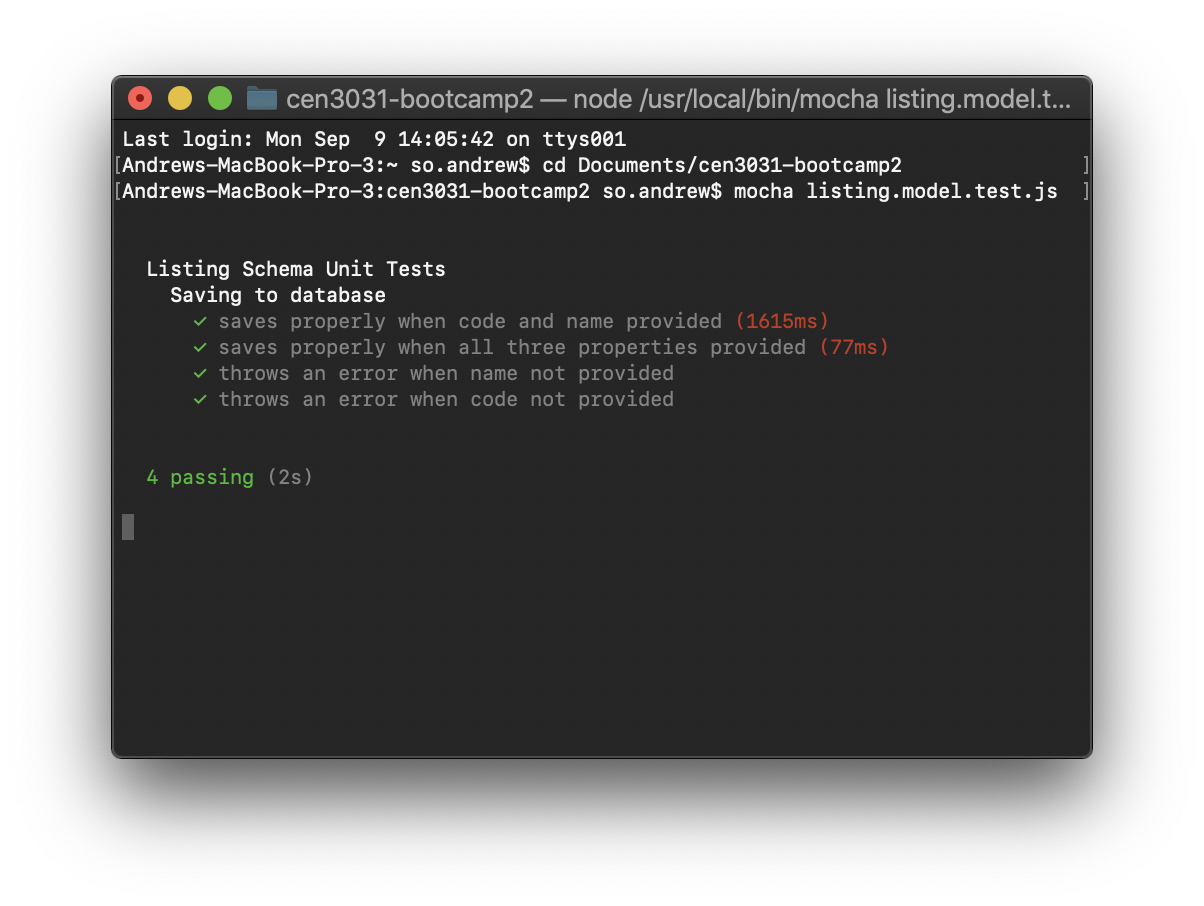 cen3031-bootcamp2 — node /usr/local/bin/mocha listing.model.t...
Last login: Mon Sep  9 14:05:42 on ttys001
[Andrews-MacBook-Pro-3:~ so.andrew$ cd Documents/cen3031-bootcamp2 ]
[Andrews-MacBook-Pro-3:cen3031-bootcamp2 so.andrew$ mocha listing.model.test.js ]
Listing Schema Unit Tests
Saving to database
✓ saves properly when code and name provided (1615ms)
✓ saves properly when all three properties provided (77ms)
✓ throws an error when name not provided
✓ throws an error when code not provided
4 passing (2s)